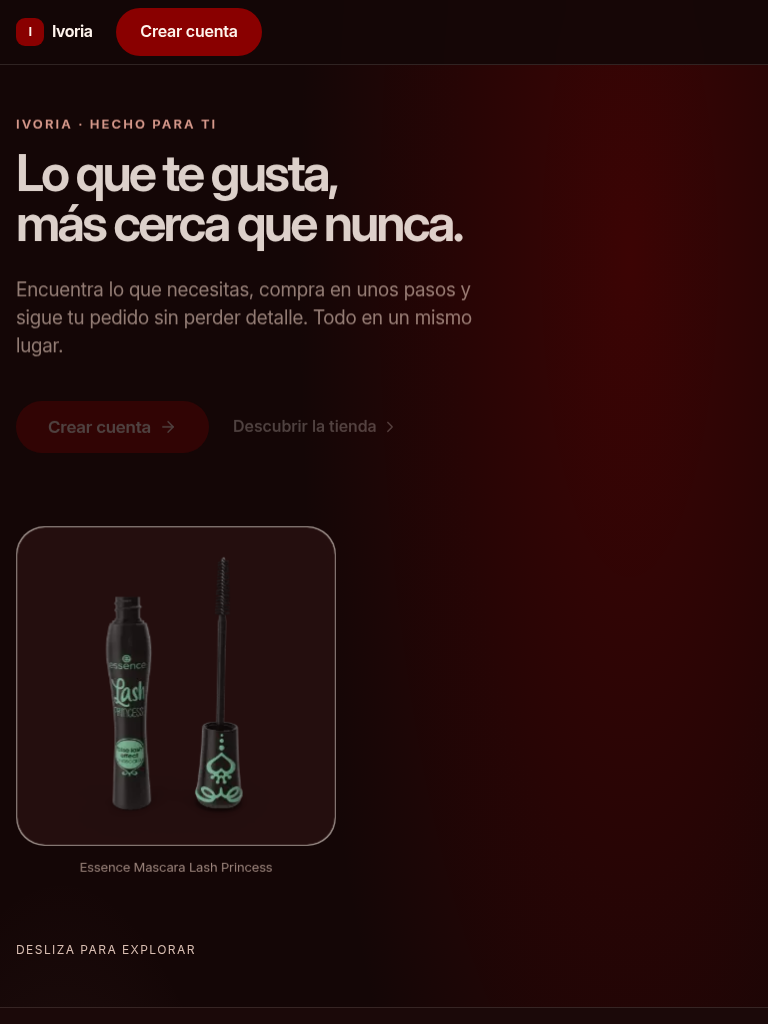 I Ivoria Crear cuenta
IVORIA · HECHO PARA TI
Lo que te gusta,
más cerca que nunca.
Encuentra lo que necesitas, compra en unos pasos y
sigue tu pedido sin perder detalle. Todo en un mismo
lugar.
Crear cuenta Descubrir la tienda
essence
Lash
PRINCESS
Essence Mascara Lash Princess
DESLIZA PARA EXPLORAR